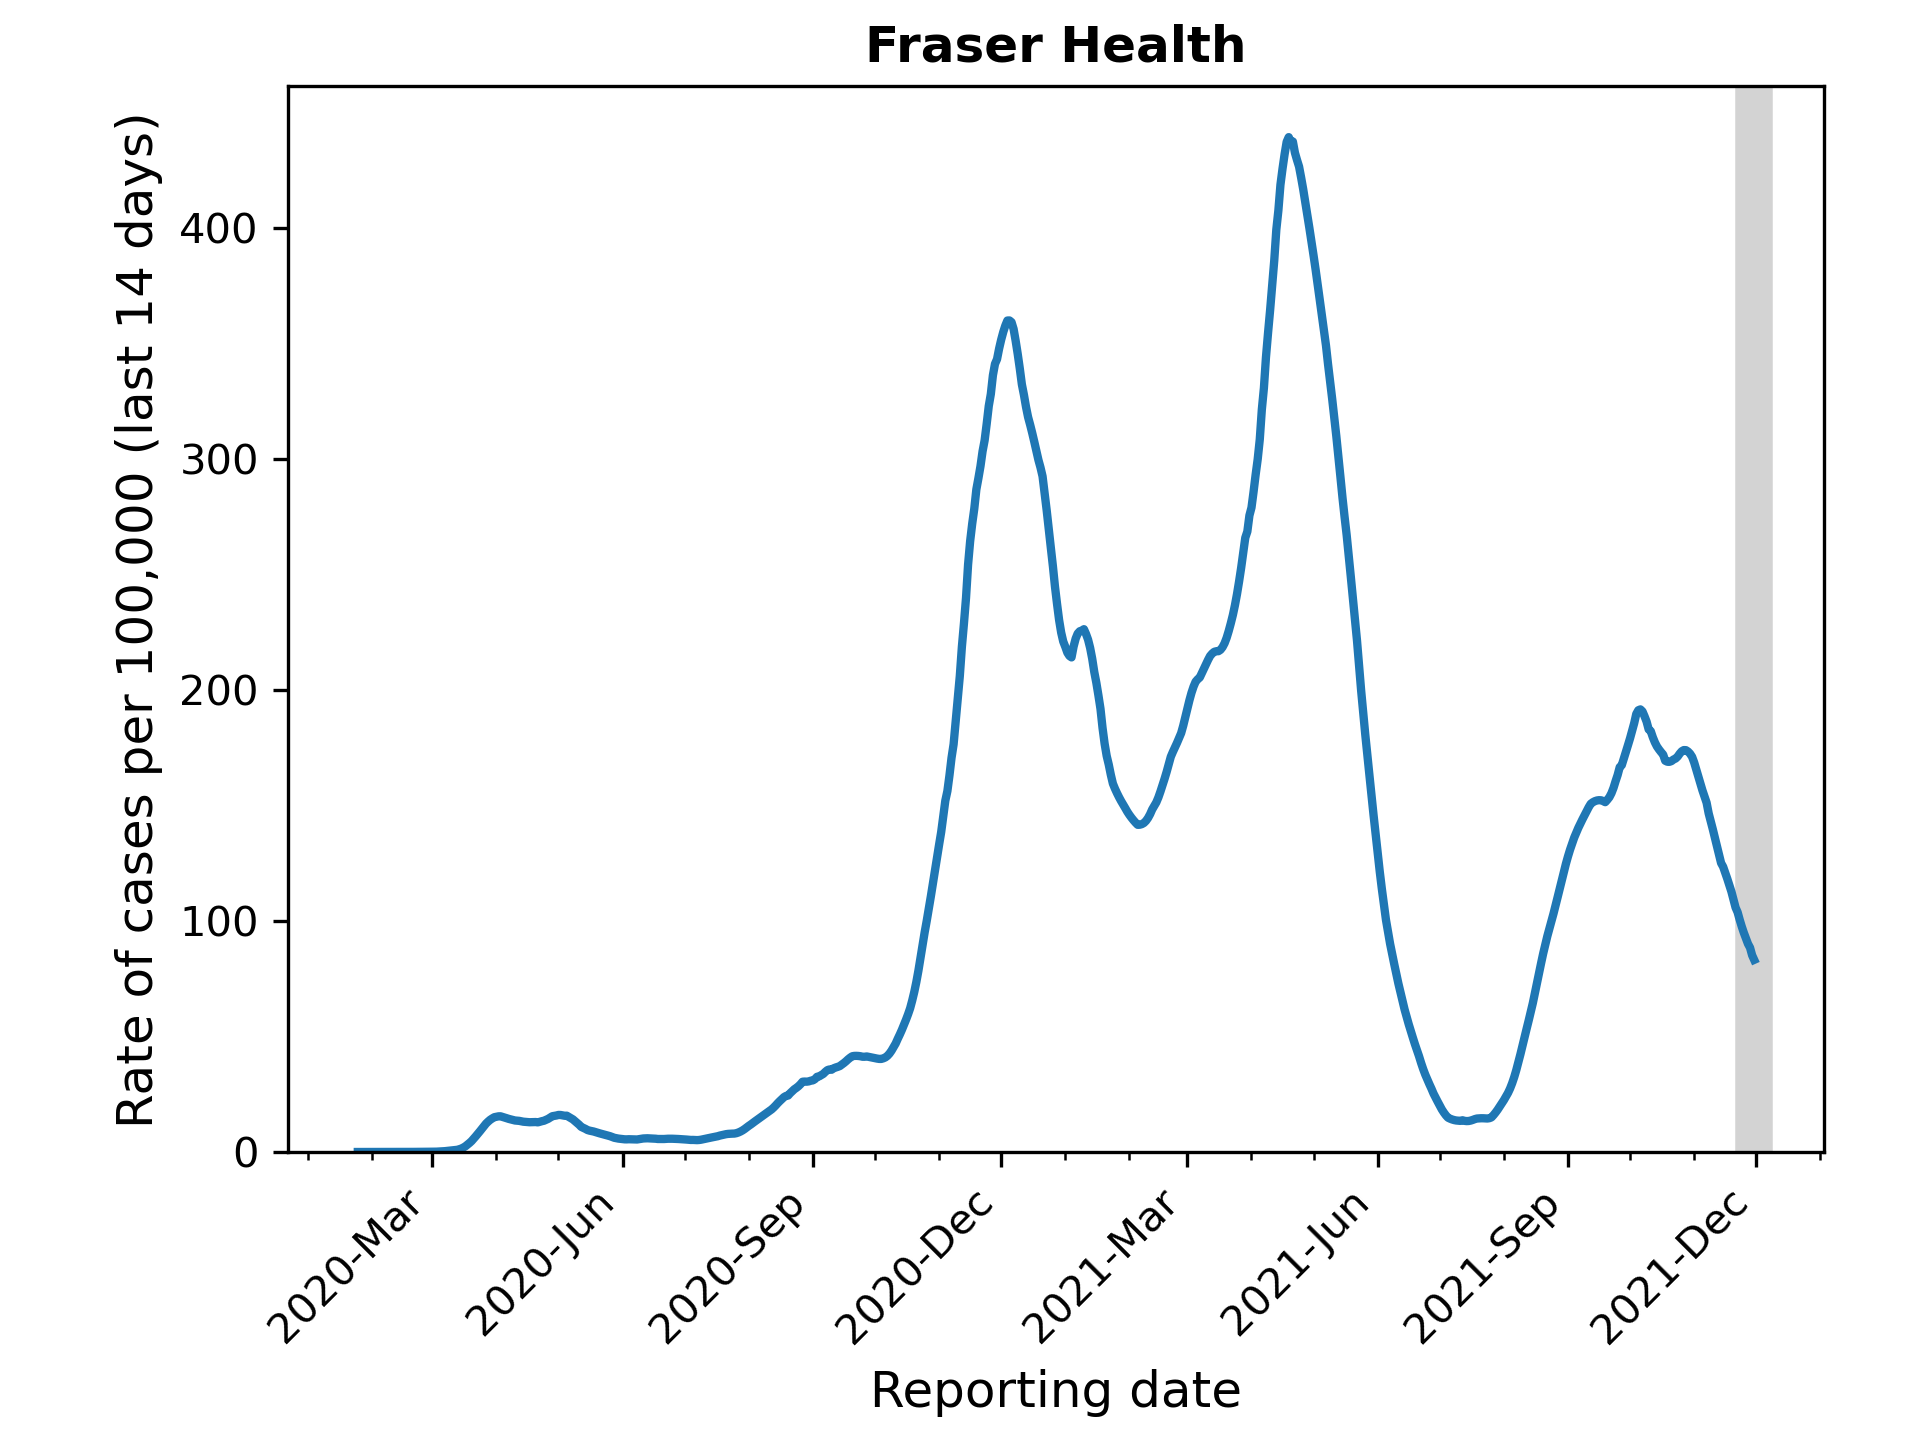 Fraser Health
Rate of cases per 100,000 (last 14 days)
400
300
200
100
0
2020-Mar
2020-Jun
2020-Sep
2020-Dec
2021-Mar
2021-Jun
2021-Sep
2021-Dec
Reporting date